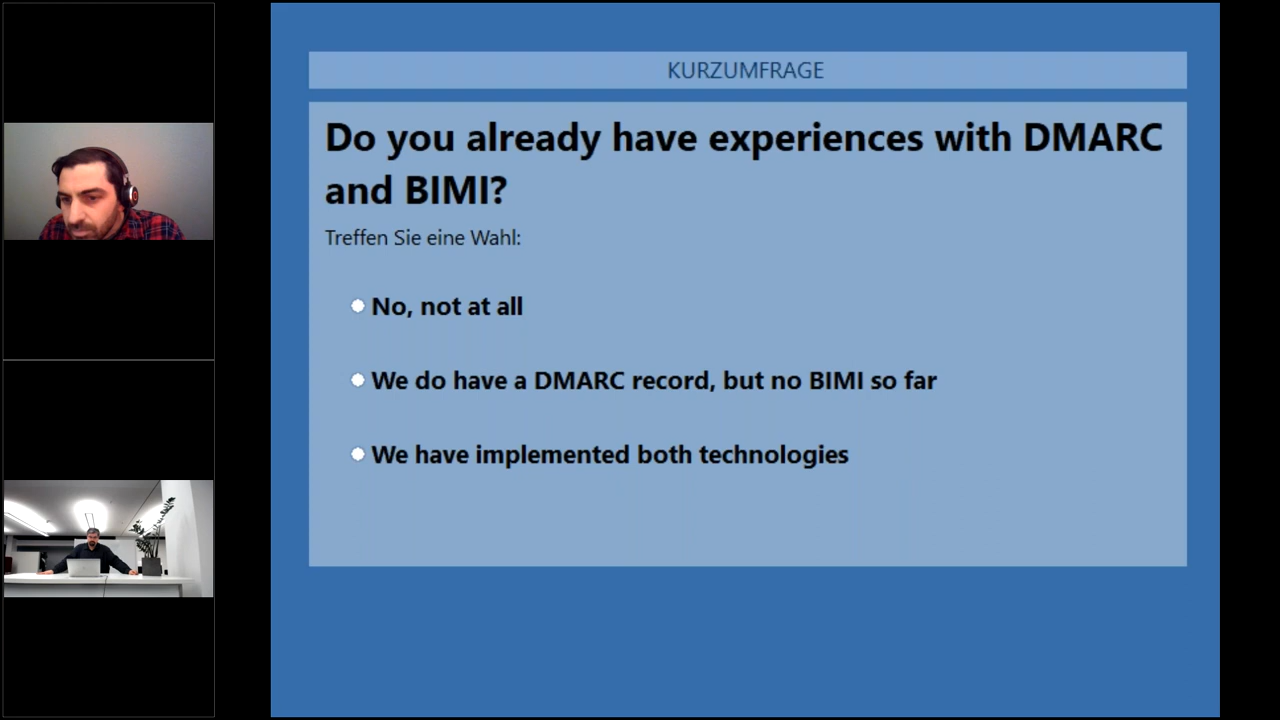 KURZUMFRAGE
Do you already have experiences with DMARC
and BIMI?
Treffen Sie eine Wahl:
No, not at all
We do have a DMARC record, but no BIMI so far
We have implemented both technologies